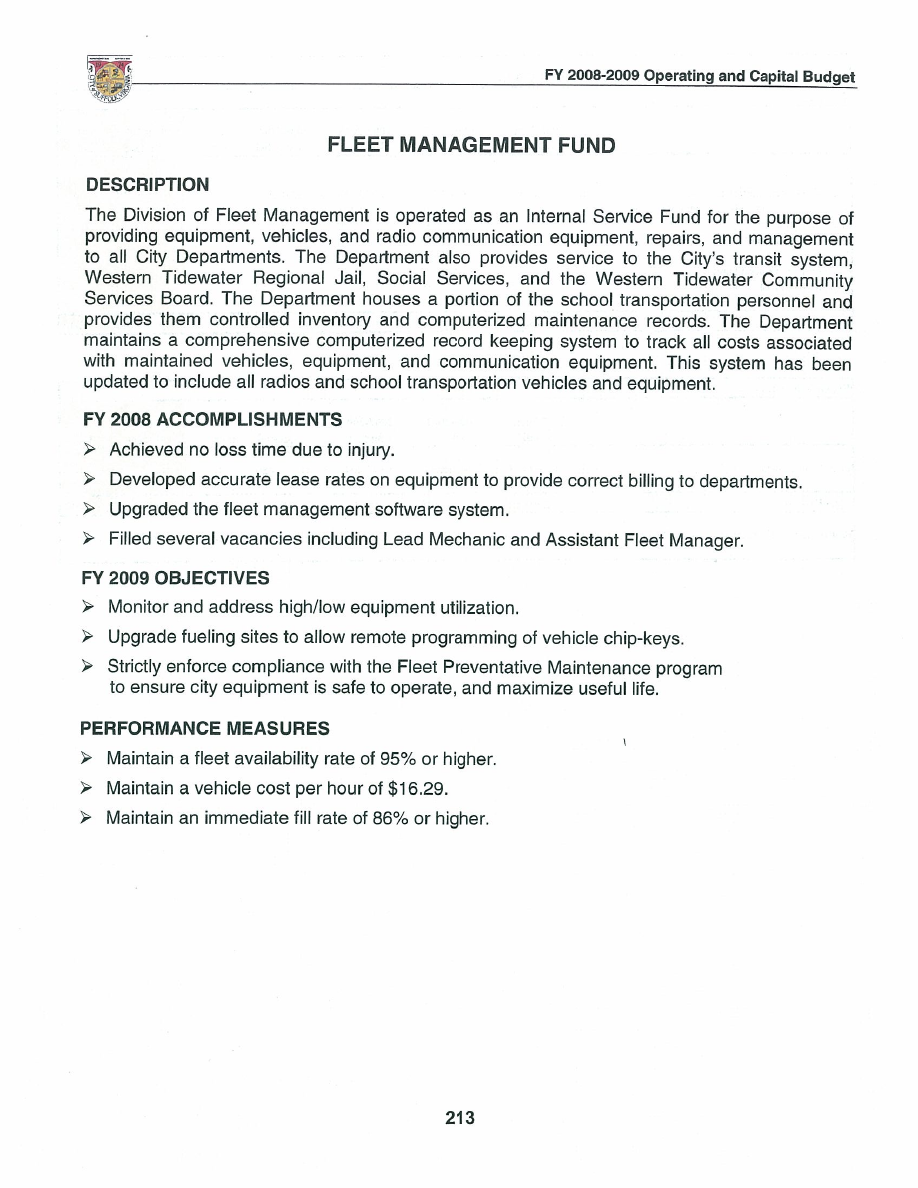 FY 2008-2009 Operating and Capital Budget
FLEET MANAGEMENT FUND
DESCRIPTION
The Division of Fleet Management is operated as an Internal Service Fund for the purpose of
providing equipment, vehicles, and radio communication equipment, repairs, and management
to all City Departments. The Department also provides service to the City's transit system,
Western Tidewater Regional Jail, Social Services, and the Western Tidewater Community
Services Board. The Department houses a portion of the school transportation personnel and
provides them controlled inventory and computerized maintenance records. The Department
maintains a comprehensive computerized record keeping system to track all costs associated
with maintained vehicles, equipment, and communication equipment. This system has been
updated to include all radios and school transportation vehicles and equipment.
FY 2008 ACCOMPLISHMENTS
➢ Achieved no loss time due to injury.
➢ Developed accurate lease rates on equipment to provide correct billing to departments.
➢ Upgraded the fleet management software system.
➢ Filled several vacancies including Lead Mechanic and Assistant Fleet Manager.
FY 2009 OBJECTIVES
➢ Monitor and address high/low equipment utilization.
➢ Upgrade fueling sites to allow remote programming of vehicle chip-keys.
➢ Strictly enforce compliance with the Fleet Preventative Maintenance program
to ensure city equipment is safe to operate, and maximize useful life.
PERFORMANCE MEASURES
➢ Maintain a fleet availability rate of 95% or higher.
➢ Maintain a vehicle cost per hour of $16.29.
➢ Maintain an immediate fill rate of 86% or higher.
213